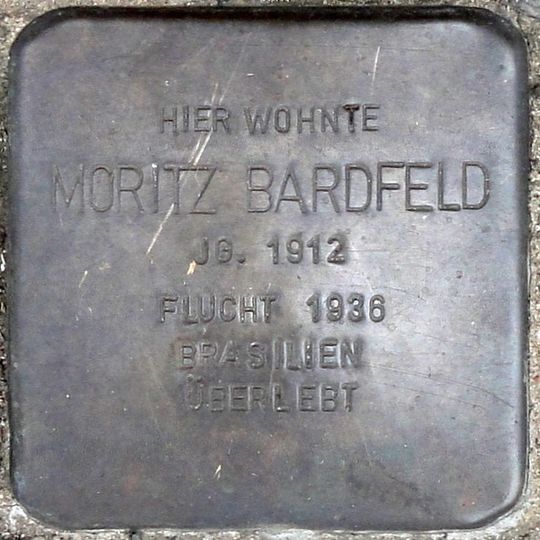 HIER WOHNTE
MORITZ BARDFELD
JG. 1912
FLUCHT 1936
BRASILIEN
ÜBERLEBT